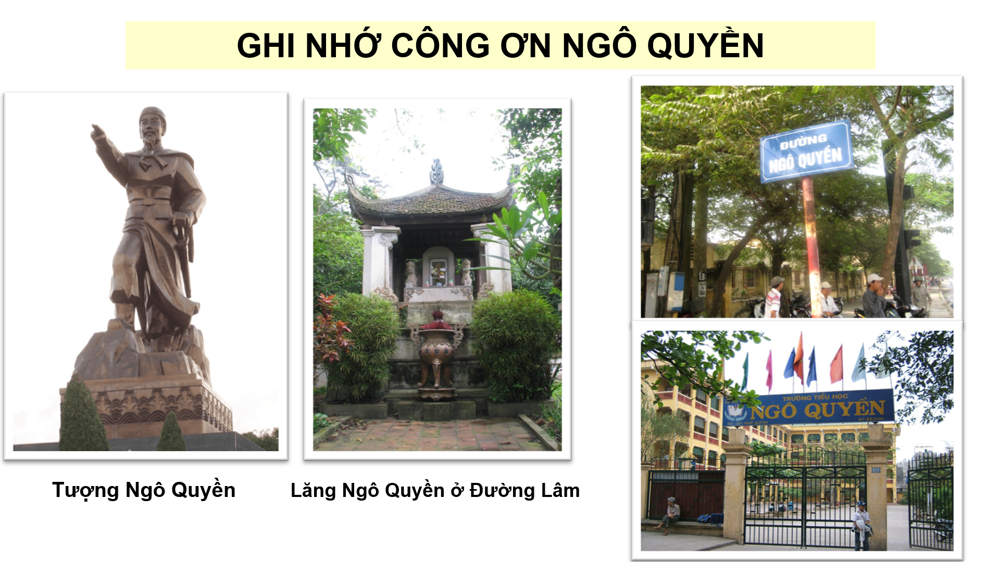 GHI NHỚ CÔNG ƠN NGÔ QUYỀN
ĐƯỜNG
NGÔ QUYỀN
TRƯỜNG TIỂU HỌC
NGÔ QUYỀN
Tượng Ngô Quyền
Lăng Ngô Quyền ở Đường Lâm